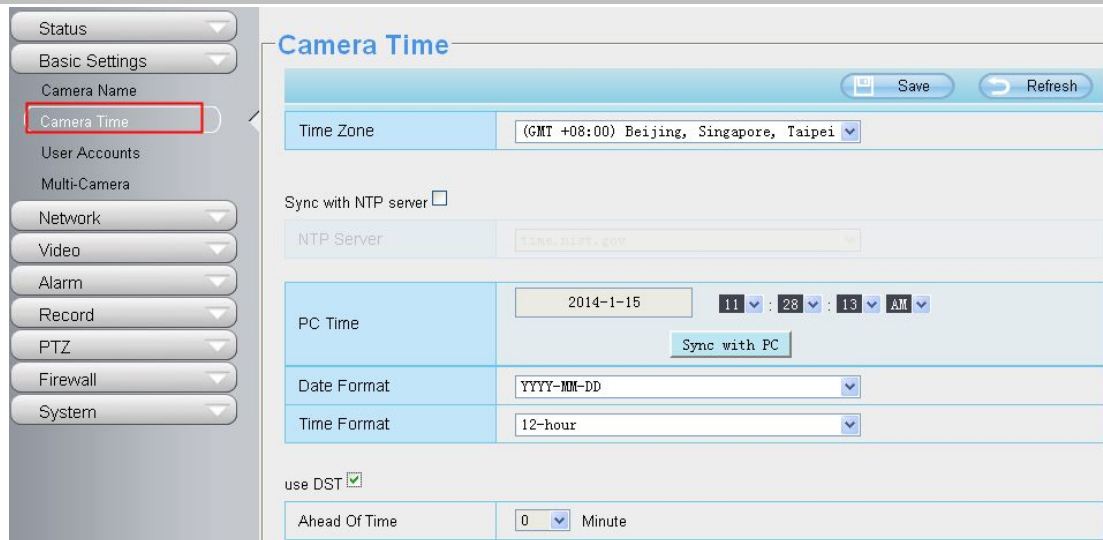 Status
Basic Settings
Camera Name
Camera Time
User Accounts
Multi-Camera
Network
Video
Alarm
Record
PTZ
Firewall
System
Camera Time
Save Refresh
Time Zone (GMT +08:00) Beijing, Singapore, Taipei
Sync with NTP server
NTP Server time.nist.gov
PC Time 2014-1-15 11 : 28 : 13 AM
Sync with PC
Date Format YYYY-MM-DD
Time Format 12-hour
use DST
Ahead Of Time 0 Minute